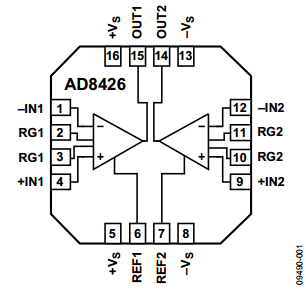 +VS OUT1 OUT2 –VS
16 15 14 13
AD8426
–IN1 1 12 –IN2
RG1 2 11 RG2
RG1 3 10 RG2
+IN1 4 9 +IN2
– –
+ +
5 6 7 8
+VS REF1 REF2 –VS
09490-001